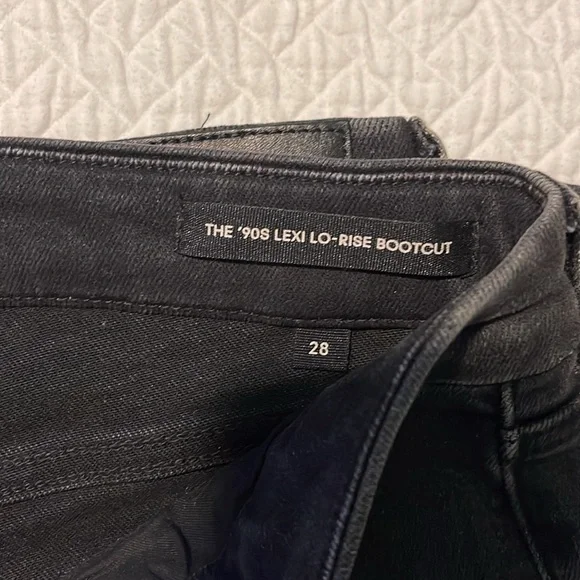 THE '90S LEXI LO-RISE BOOTCUT
28